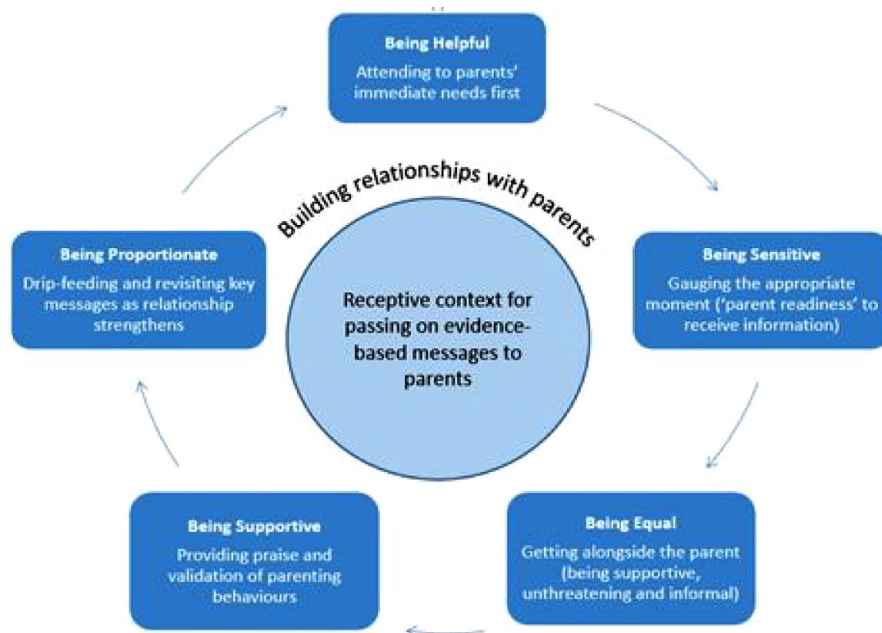 Being Helpful
Attending to parents'
immediate needs first
Building relationships with parents
Being Proportionate
Drip-feeding and revisiting key
messages as relationship
strengthens
Receptive context for
passing on evidence-
based messages to
parents
Being Sensitive
Gauging the appropriate
moment ('parent readiness' to
receive information)
Being Supportive
Providing praise and
validation of parenting
behaviours
Being Equal
Getting alongside the parent
(being supportive,
unthreatening and informal)